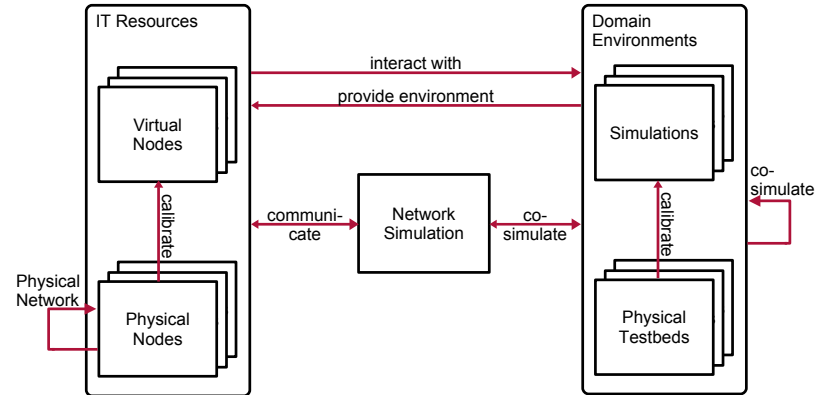 IT Resources
Domain
Environments
interact with
provide environment
Virtual
Nodes
Simulations
calibrate
communi-
cate
Network
Simulation
co-
simulate
calibrate
co-
simulate
Physical
Network
Physical
Nodes
Physical
Testbeds